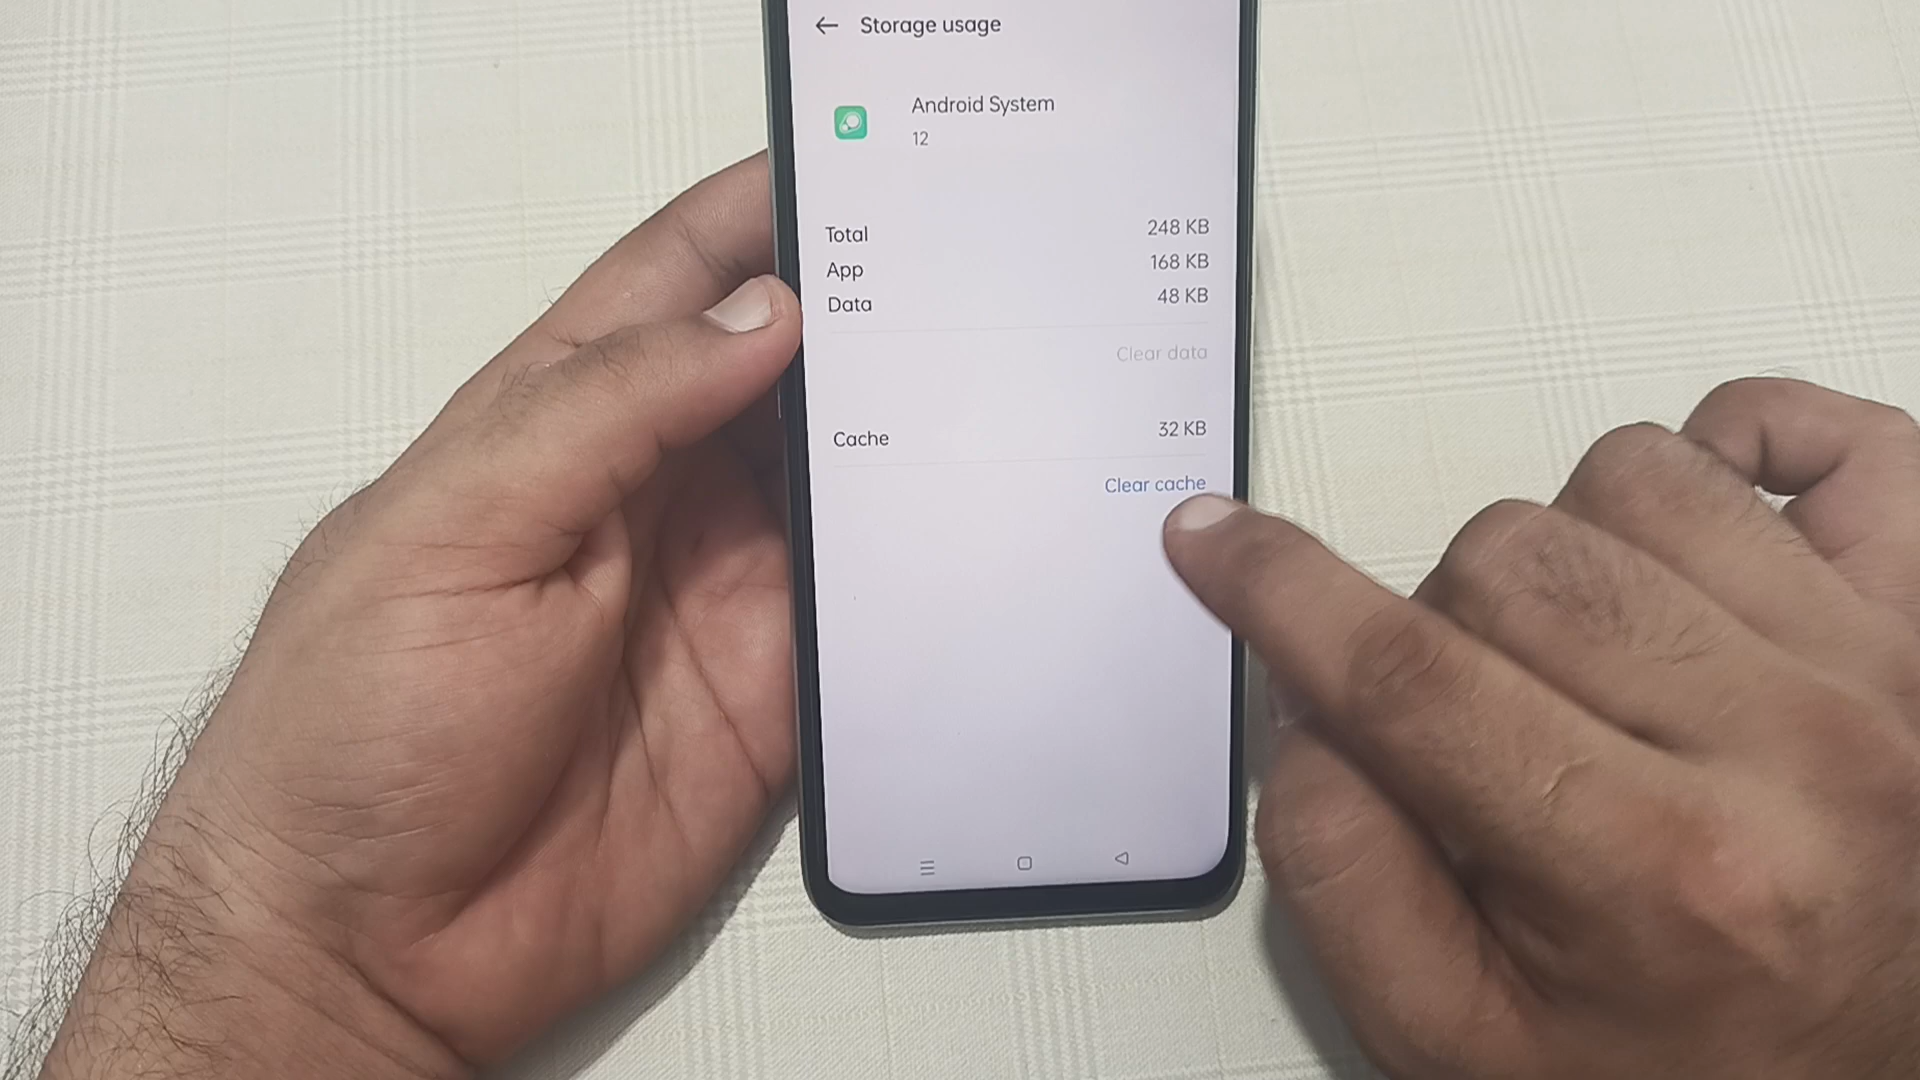 Storage usage
Android System
12
Total 248 KB
App 168 KB
Data 48 KB
Clear data
Cache 32 KB
Clear cache